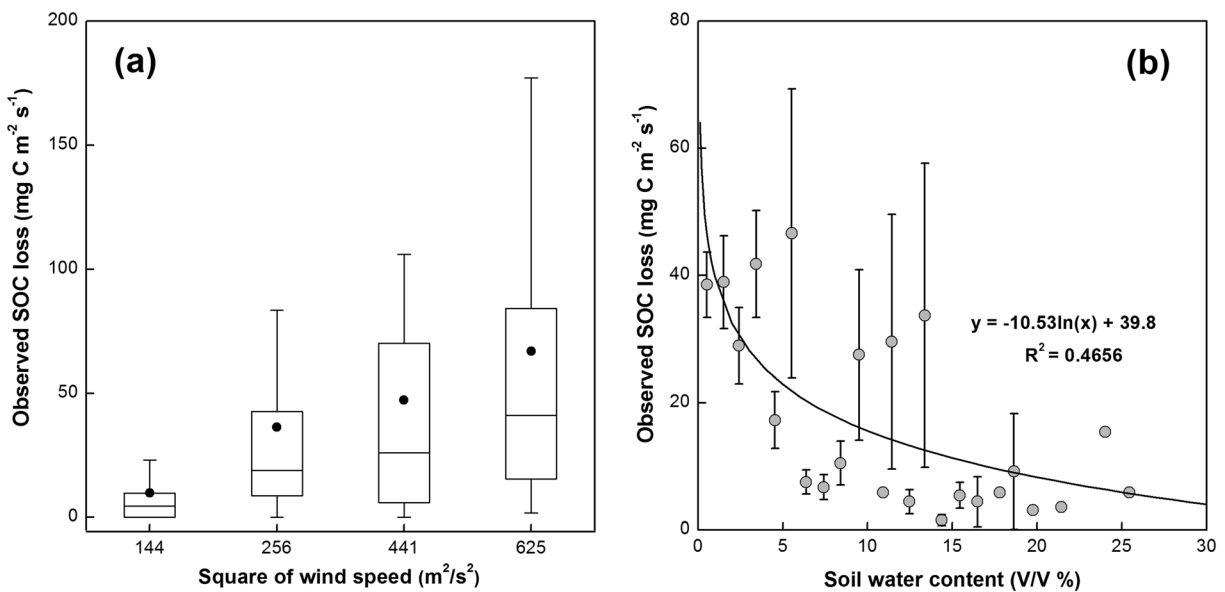 (a)
Observed SOC loss (mg C m⁻² s⁻¹)
200
150
100
50
0
144 256 441 625
Square of wind speed (m²/s²)
(b)
Observed SOC loss (mg C m⁻² s⁻¹)
80
60
40
20
0
y = -10.53ln(x) + 39.8
R² = 0.4656
0 5 10 15 20 25 30
Soil water content (V/V %)